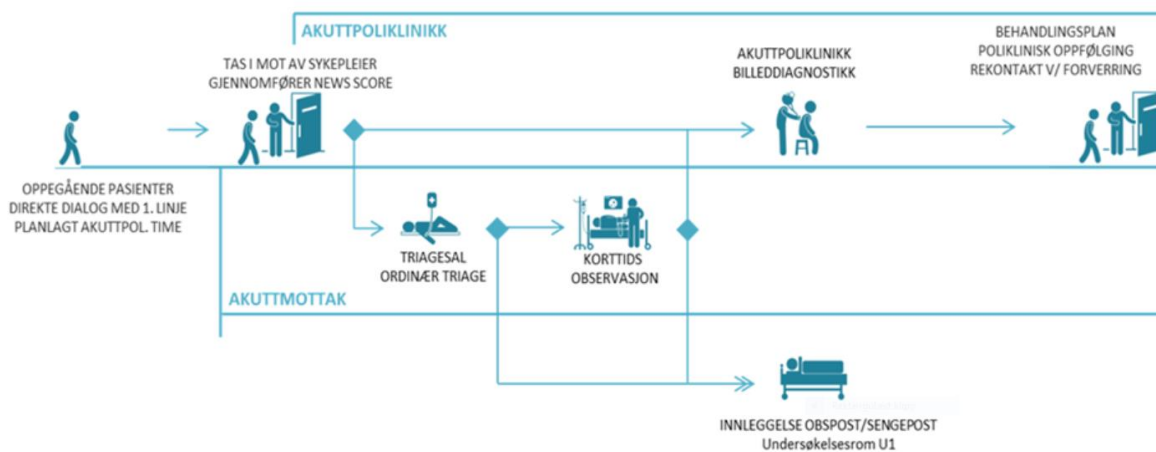 AKUTTPOLIKLINIKK
TAS I MOT AV SYKEPLEIER
GJENNOMFØRER NEWS SCORE
AKUTTPOLIKLINIKK
BILLEDDIAGNOSTIKK
BEHANDLINGSPLAN
POLIKLINISK OPPFØLGING
REKONTAKT V/ FORVERRING
OPPEGÅENDE PASIENTER
DIREKTE DIALOG MED 1. LINJE
PLANLAGT AKUTTPOL. TIME
TRIAGESAL
ORDINÆR TRIAGE
KORTTIDS
OBSERVASJON
AKUTTMOTTAK
INNLEGGELSE OBSPOST/SENGEPOST
Undersøkelsesrom U1